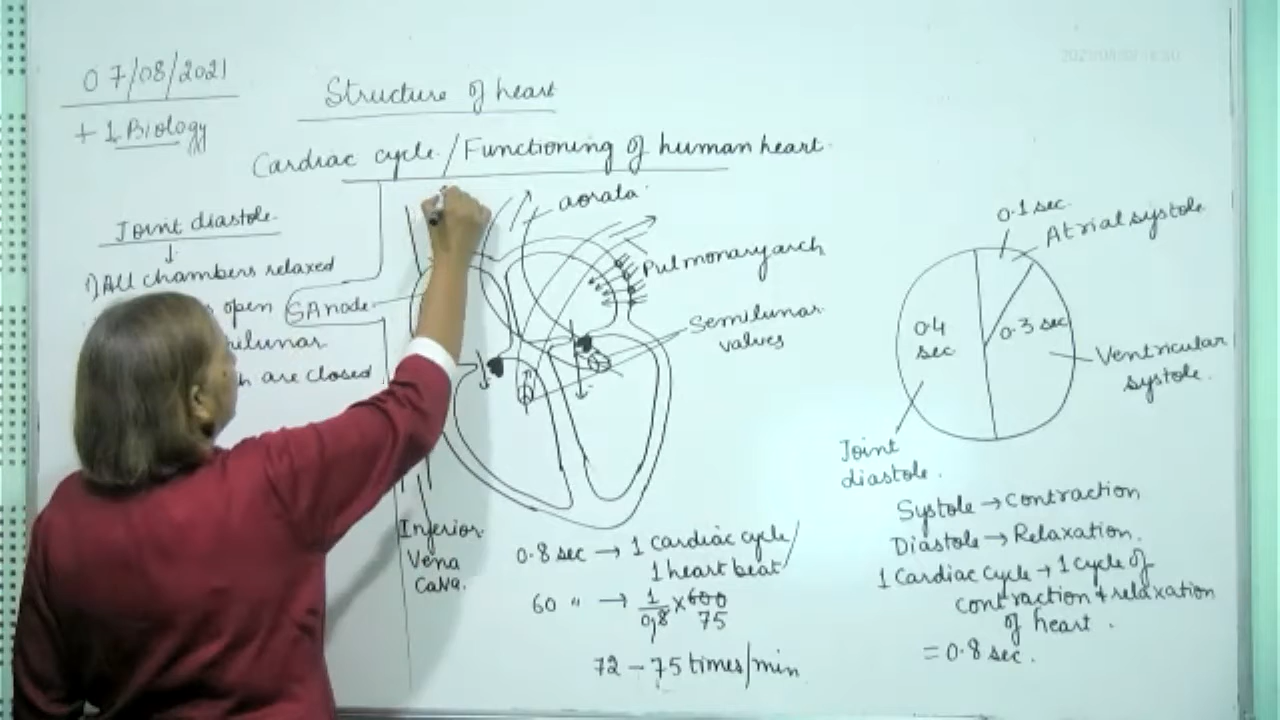 07/08/2021
+1 Biology
Structure of heart
Cardiac cycle / Functioning of human heart
Joint diastole
↓
1) All chambers relaxed
open
are closed
SA node
aorata
Pulmonary arch
Semilunar
valves
Inferior
Vena
Cava.
0.8 sec → 1 cardiac cycle/
1 heart beat/
60 " → 1/0.8 × 600
75
72 – 75 times/min
0.1 sec
Atrial systole
0.4
sec
0.3 sec
Ventricular
systole.
Joint
diastole.
Systole → Contraction
Diastole → Relaxation.
1 Cardiac Cycle → 1 cycle of
contraction + relaxation
of heart.
= 0.8 sec.